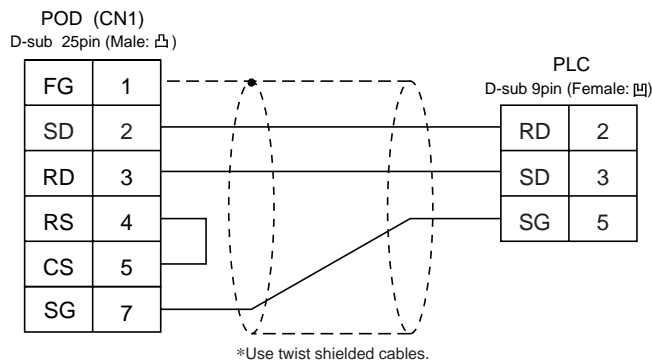 POD (CN1)
D-sub 25pin (Male: 凸)
FG 1
SD 2
RD 3
RS 4
CS 5
SG 7
PLC
D-sub 9pin (Female: 凹)
RD 2
SD 3
SG 5
*Use twist shielded cables.